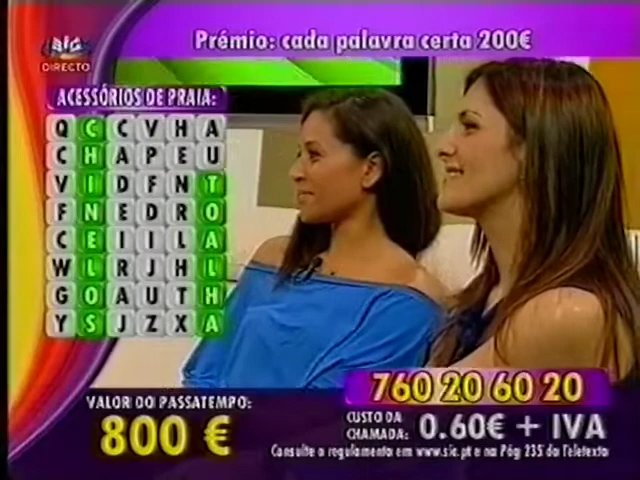 Prémio: cada palavra certa 200€
SIC
DIRECTO
ACESSÓRIOS DE PRAIA:
Q C C V H A
C H A P E U
V I D F N T
F N E D R O
C E I I L A
W L R J H L
G O A U T H
Y S J Z X A
VALOR DO PASSATEMPO:
800 €
760 20 60 20
CUSTO DA
CHAMADA: 0.60€ + IVA
Consulte o regulamento em www.sic.pt e na Pág 235 do Teletexto